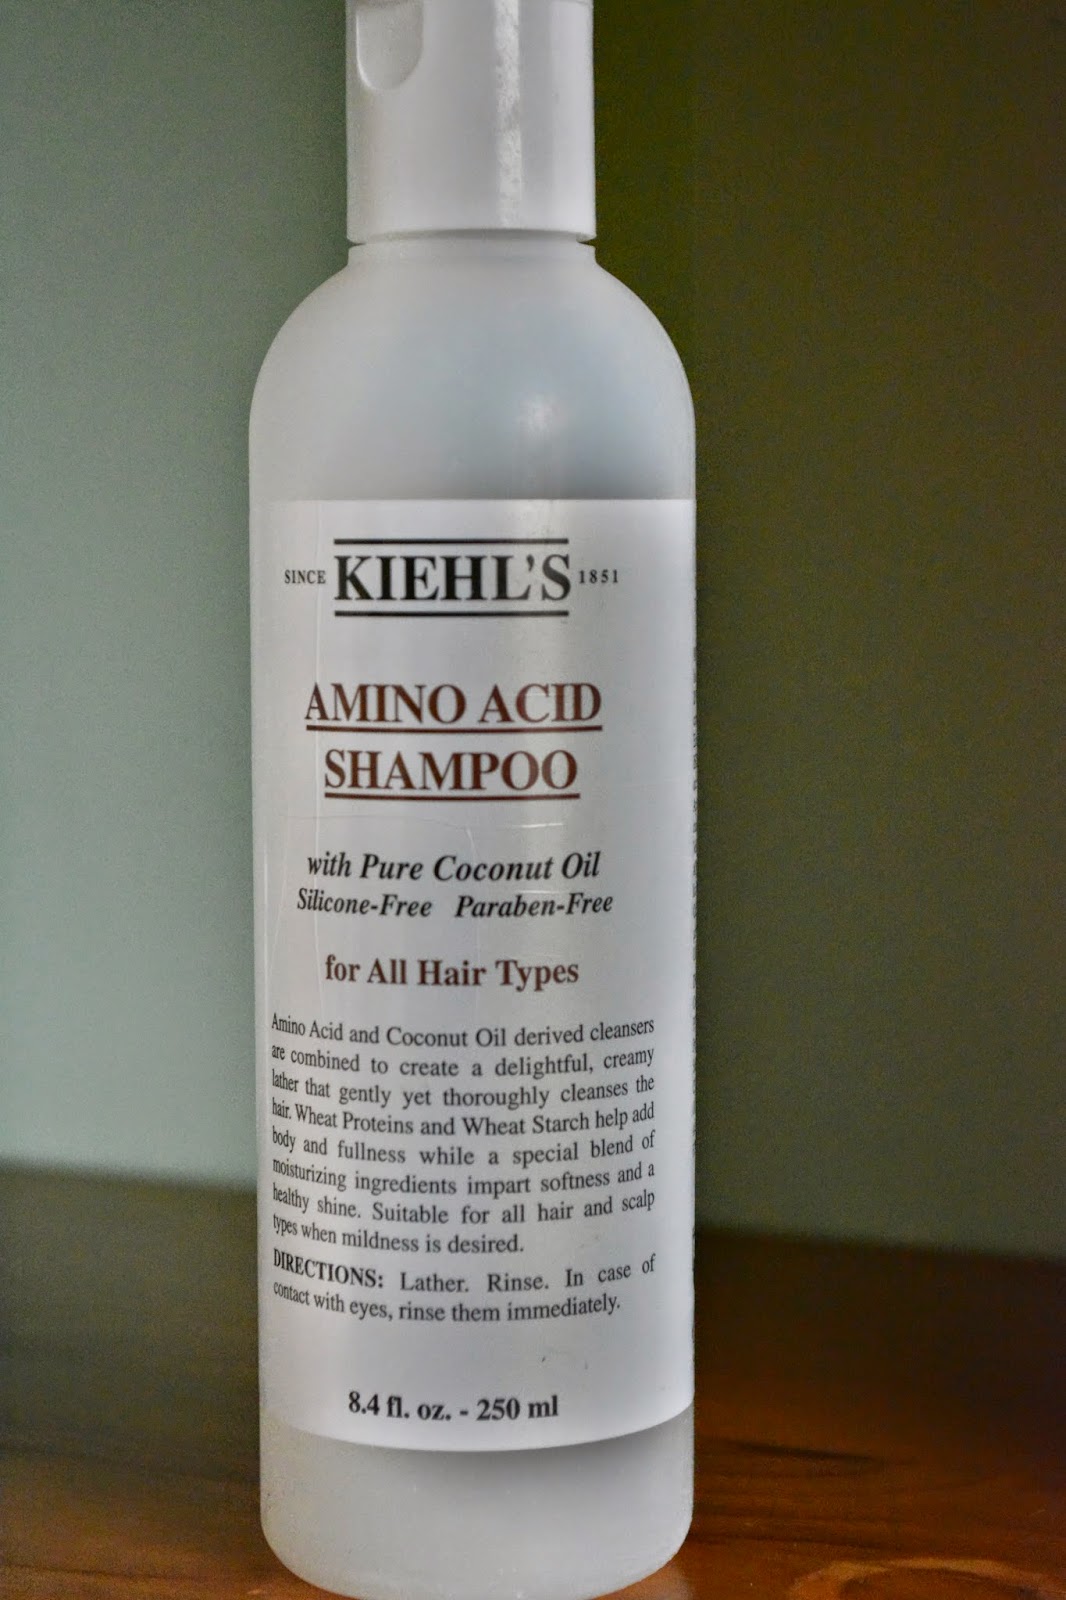 SINCE KIEHL'S 1851
AMINO ACID
SHAMPOO
with Pure Coconut Oil
Silicone-Free Paraben-Free
for All Hair Types
Amino Acid and Coconut Oil derived cleansers
are combined to create a delightful, creamy
lather that gently yet thoroughly cleanses the
hair. Wheat Proteins and Wheat Starch help add
body and fullness while a special blend of
moisturizing ingredients impart softness and a
healthy shine. Suitable for all hair and scalp
types when mildness is desired.
DIRECTIONS: Lather. Rinse. In case of
contact with eyes, rinse them immediately.
8.4 fl. oz. - 250 ml